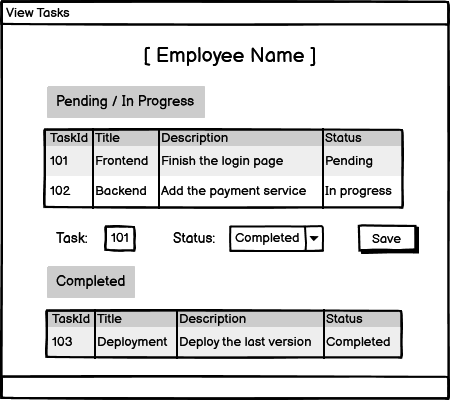 View Tasks
[ Employee Name ]
Pending / In Progress
TaskId Title Description Status
101 Frontend Finish the login page Pending
102 Backend Add the payment service In progress
Task: 101 Status: Completed Save
Completed
TaskId Title Description Status
103 Deployment Deploy the last version Completed